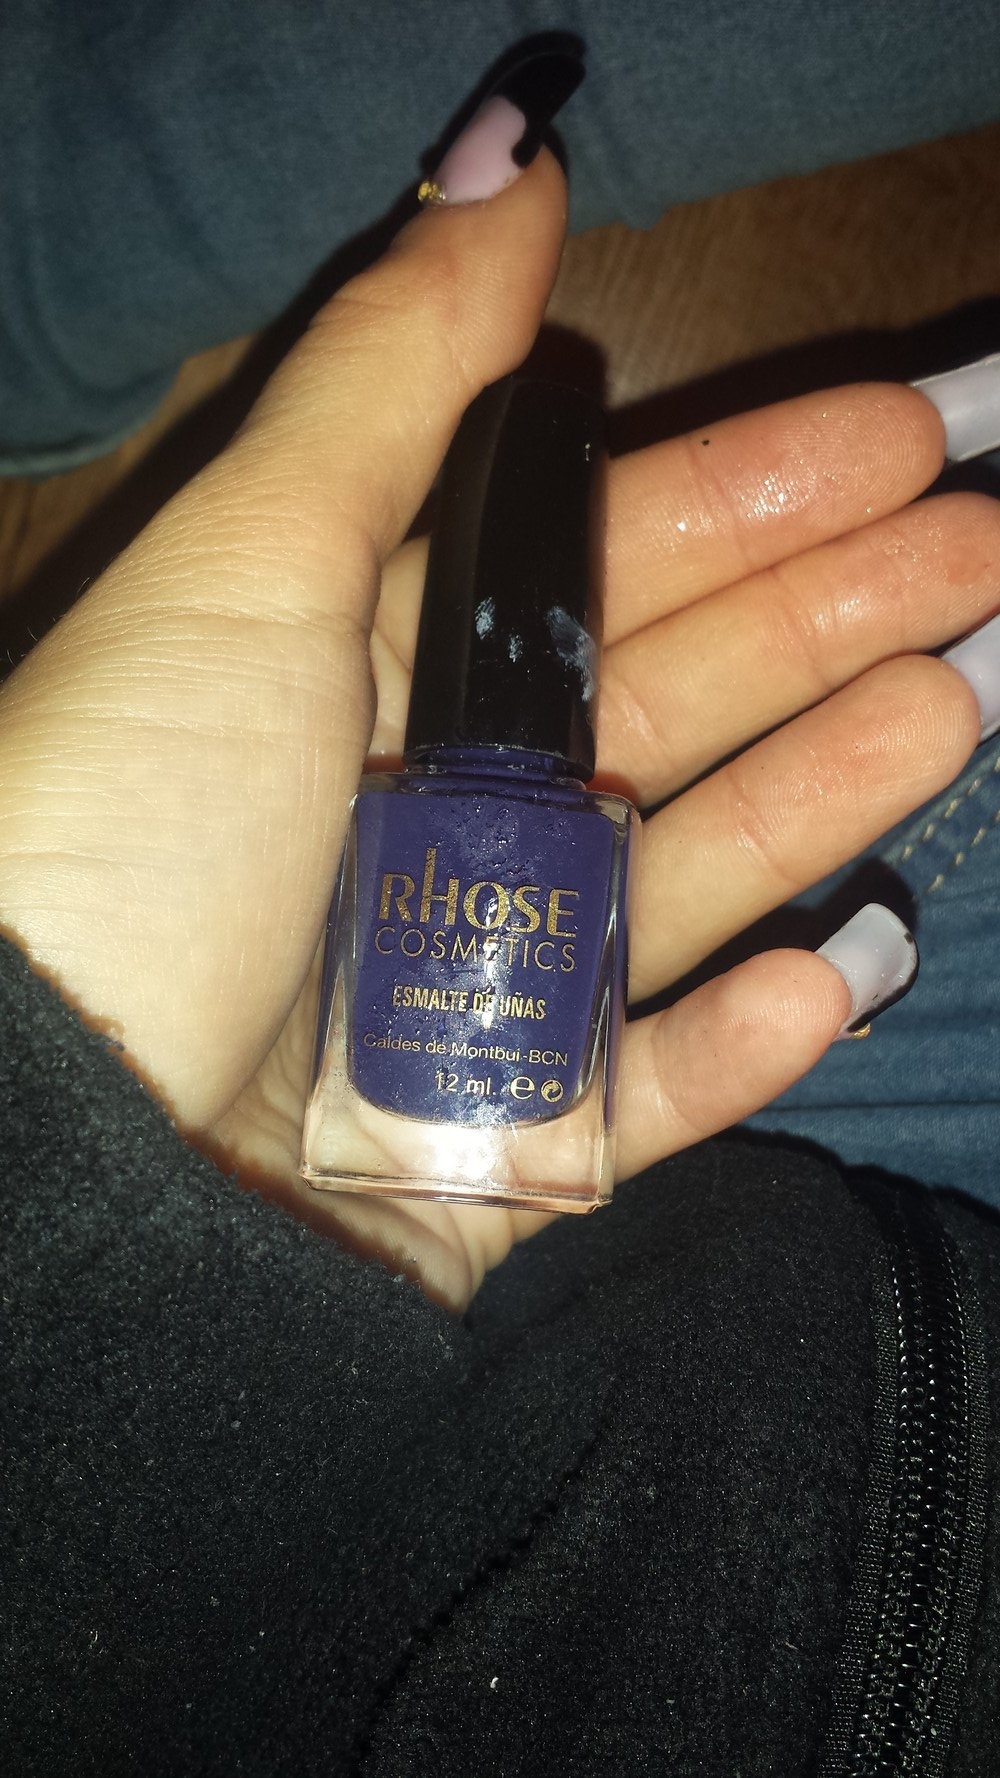 RHOSE
COSMETICS
ESMALTE DE UÑAS
Caldes de Montbui-BCN
12 ml. ℮